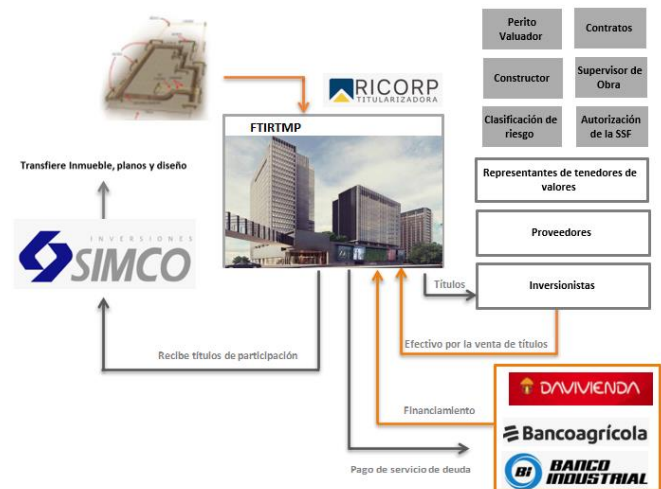 RICORP
TITULARIZADORA
FTIRTMP
Transfiere Inmueble, planos y diseño
INVERSIONES
SIMCO
Recibe títulos de participación
Perito
Valuador
Contratos
Constructor
Supervisor de
Obra
Clasificación de
riesgo
Autorización
de la SSF
Representantes de tenedores de
valores
Proveedores
Inversionistas
Títulos
Efectivo por la venta de títulos
Financiamiento
Pago de servicio de deuda
DAVIVIENDA
Bancoagrícola
Bi
BANCO
INDUSTRIAL